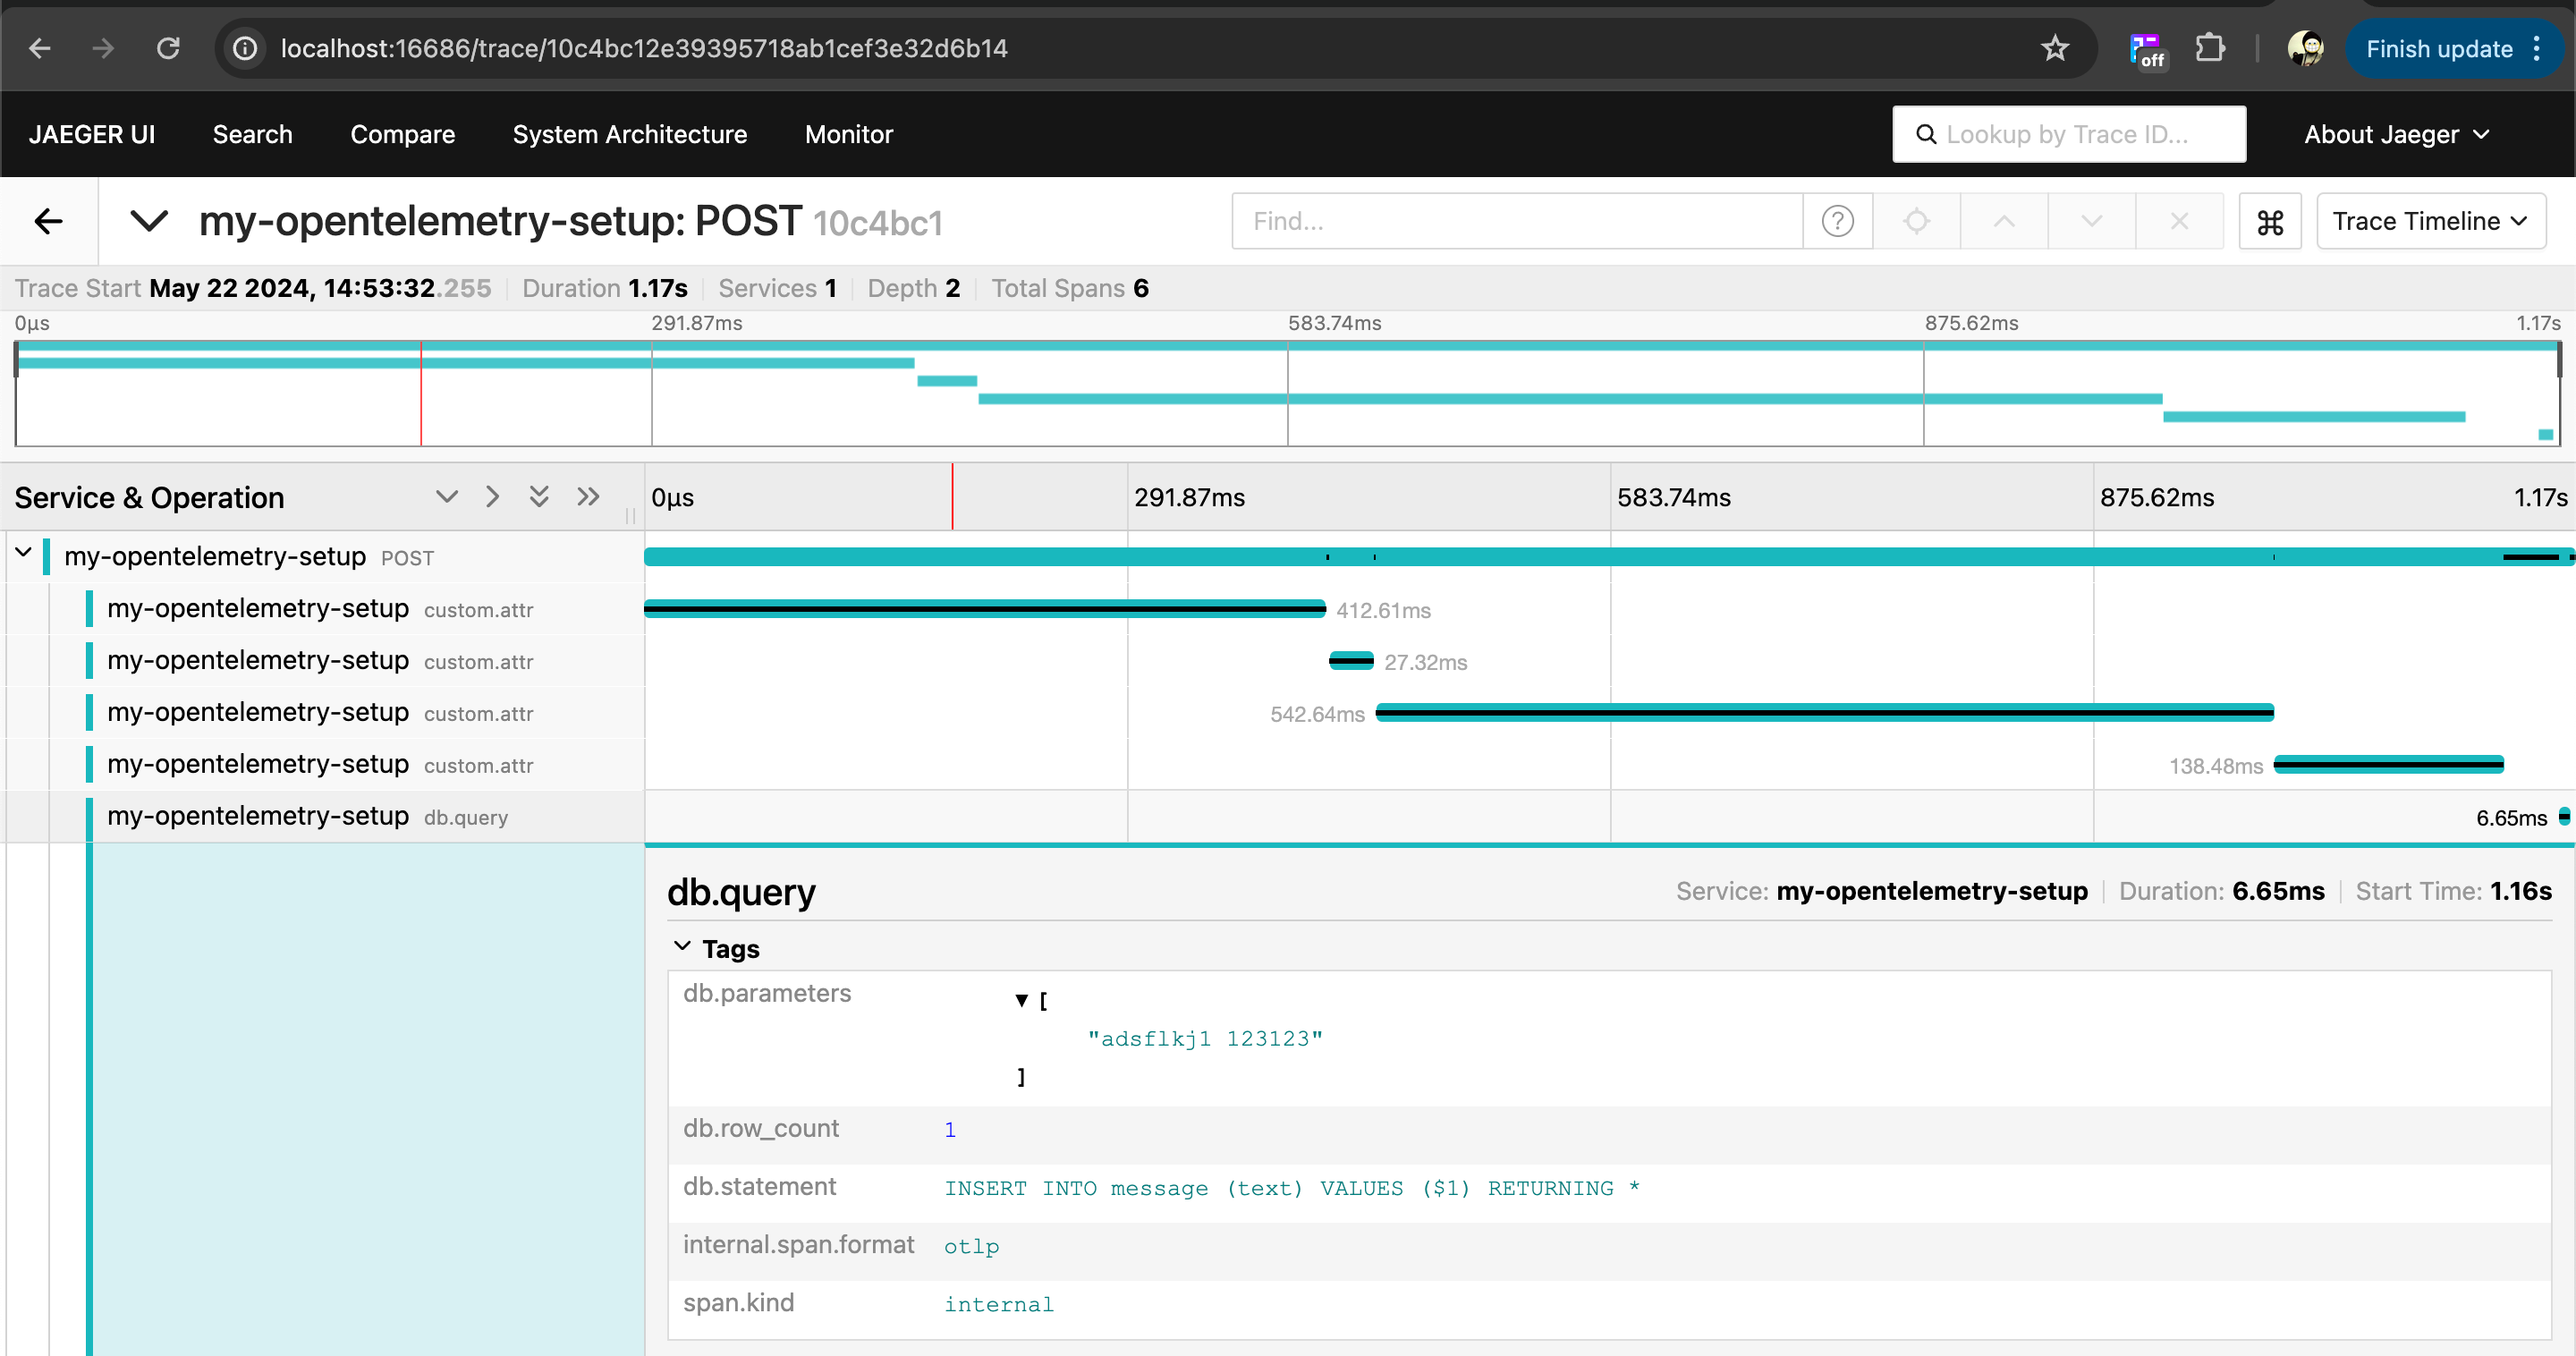 localhost:16686/trace/10c4bc12e39395718ab1cef3e32d6b14
off
Finish update
JAEGER UI Search Compare System Architecture Monitor Lookup by Trace ID... About Jaeger
my-opentelemetry-setup: POST 10c4bc1 Find... Trace Timeline
Trace Start May 22 2024, 14:53:32.255 Duration 1.17s Services 1 Depth 2 Total Spans 6
0μs 291.87ms 583.74ms 875.62ms 1.17s
Service & Operation 0μs 291.87ms 583.74ms 875.62ms 1.17s
my-opentelemetry-setup POST
my-opentelemetry-setup custom.attr 412.61ms
my-opentelemetry-setup custom.attr 27.32ms
my-opentelemetry-setup custom.attr 542.64ms
my-opentelemetry-setup custom.attr 138.48ms
my-opentelemetry-setup db.query 6.65ms
db.query Service: my-opentelemetry-setup Duration: 6.65ms Start Time: 1.16s
Tags
db.parameters [
"adsflkj1 123123"
]
db.row_count 1
db.statement INSERT INTO message (text) VALUES ($1) RETURNING *
internal.span.format otlp
span.kind internal